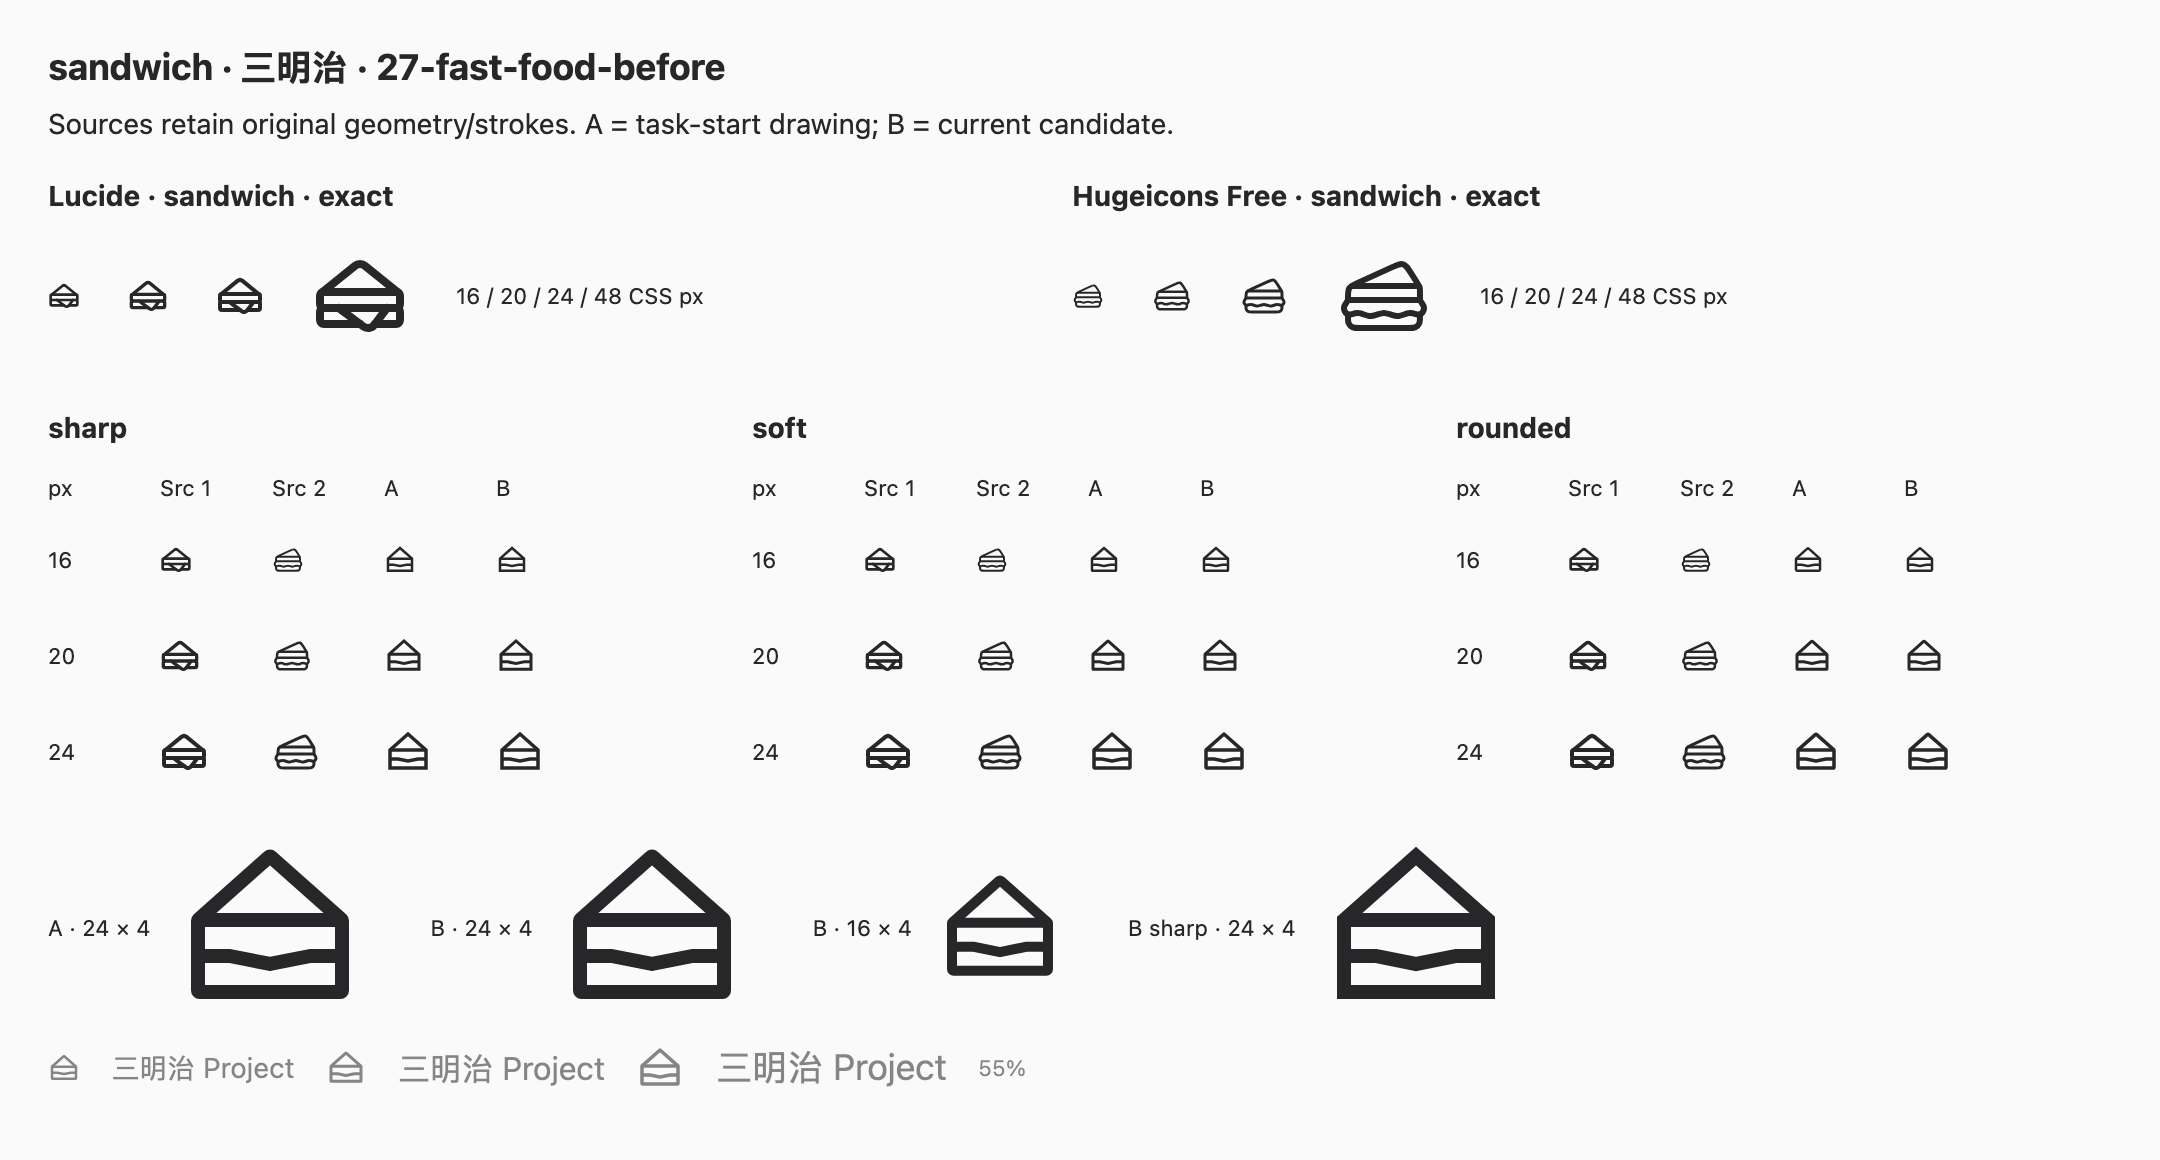 sandwich · 三明治 · 27-fast-food-before
Sources retain original geometry/strokes. A = task-start drawing; B = current candidate.
Lucide · sandwich · exact
16 / 20 / 24 / 48 CSS px
Hugeicons Free · sandwich · exact
16 / 20 / 24 / 48 CSS px
sharp
px Src 1 Src 2 A B
16
20
24
soft
px Src 1 Src 2 A B
16
20
24
rounded
px Src 1 Src 2 A B
16
20
24
A · 24 × 4
B · 24 × 4
B · 16 × 4
B sharp · 24 × 4
三明治 Project 三明治 Project 三明治 Project 55%